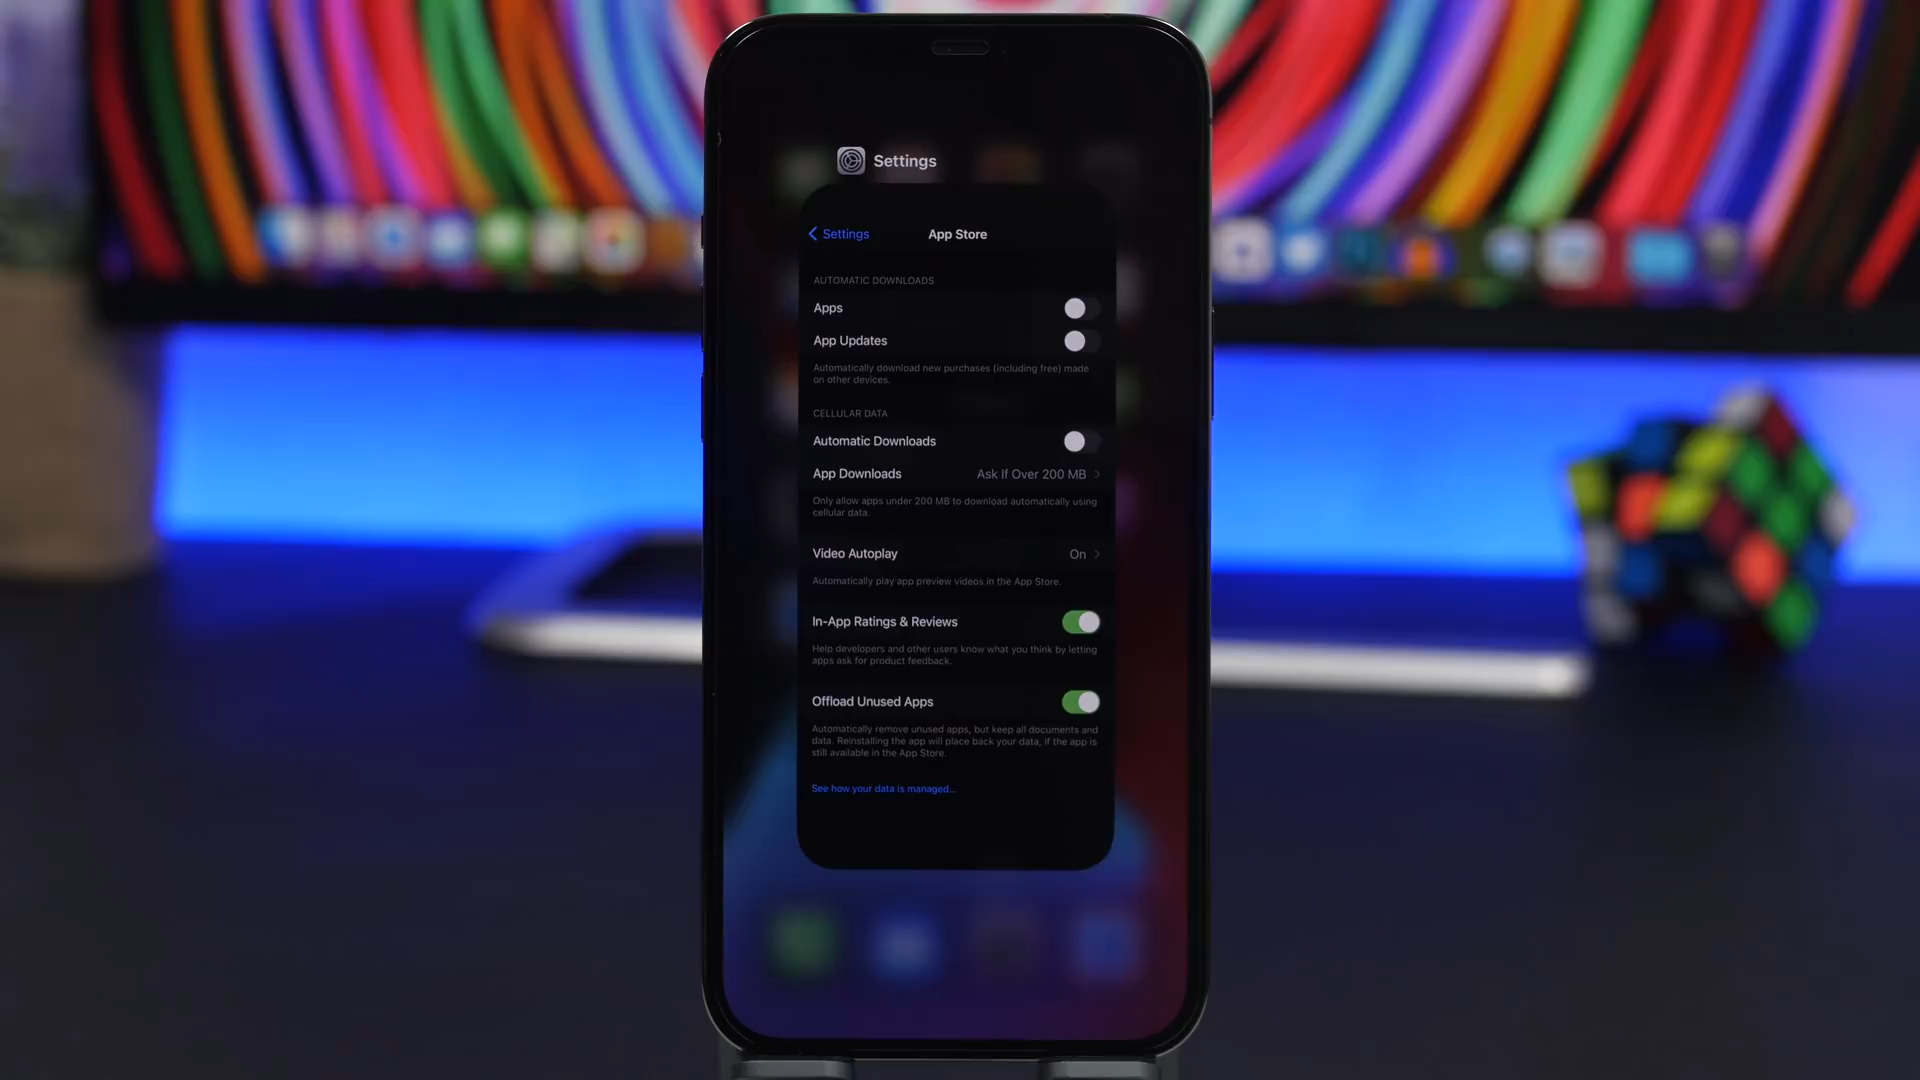 Settings
Settings
App Store
AUTOMATIC DOWNLOADS
Apps
App Updates
Automatically download new purchases (including free) made
on other devices.
CELLULAR DATA
Automatic Downloads
App Downloads
Ask If Over 200 MB
Only allow apps under 200 MB to download automatically using
cellular data.
Video Autoplay
On
Automatically play app preview videos in the App Store.
In-App Ratings & Reviews
Help developers and other users know what you think by letting
apps ask for product feedback.
Offload Unused Apps
Automatically remove unused apps, but keep all documents and
data. Reinstalling the app will place back your data, if the app is
still available in the App Store.
See how your data is managed...